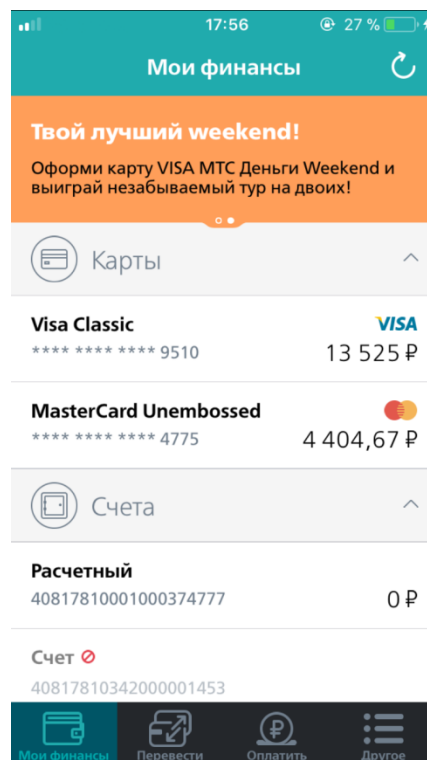 17:56
27 %
Мои финансы
Твой лучший weekend!
Оформи карту VISA МТС Деньги Weekend и
выиграй незабываемый тур на двоих!
Карты
Visa Classic
VISA
**** **** **** 9510
13 525 ₽
MasterCard Unembossed
**** **** **** 4775
4 404,67 ₽
Счета
Расчетный
40817810001000374777
0 ₽
Счет
40817810342000001453
Мои финансы
Перевести
Оплатить
Другое